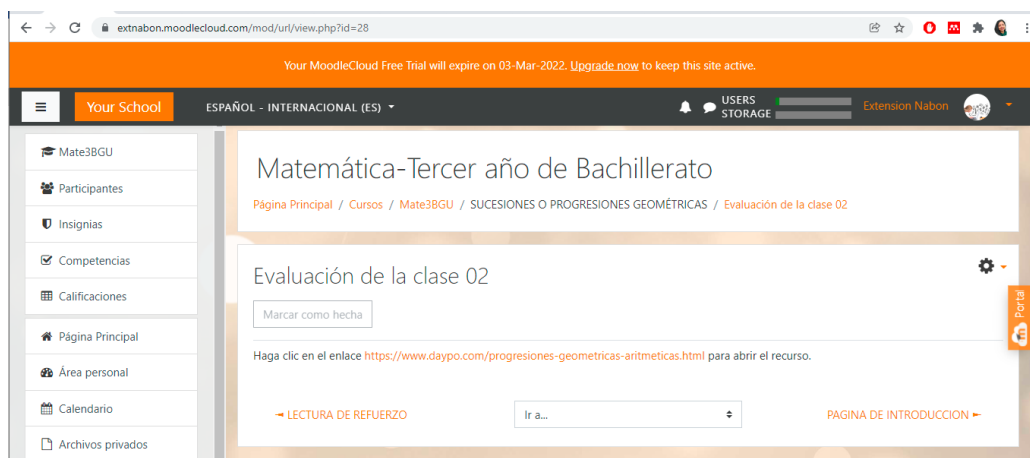 extnabon.moodlecloud.com/mod/url/view.php?id=28
Your MoodleCloud Free Trial will expire on 03-Mar-2022. Upgrade now to keep this site active.
Your School
ESPAÑOL - INTERNACIONAL (ES)
USERS
STORAGE
Extension Nabon
Mate3BGU
Participantes
Insignias
Competencias
Calificaciones
Página Principal
Área personal
Calendario
Archivos privados
Matemática-Tercer año de Bachillerato
Página Principal / Cursos / Mate3BGU / SUCESIONES O PROGRESIONES GEOMÉTRICAS / Evaluación de la clase 02
Evaluación de la clase 02
Marcar como hecha
Haga clic en el enlace https://www.daypo.com/progresiones-geometricas-aritmeticas.html para abrir el recurso.
◄ LECTURA DE REFUERZO
Ir a...
PAGINA DE INTRODUCCION ►
Portal